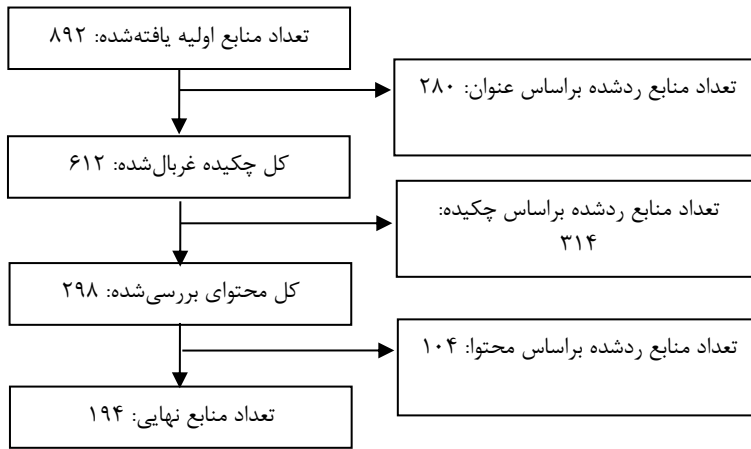 تعداد منابع اولیه یافته‌شده: ۸۹۲
تعداد منابع ردشده براساس عنوان: ۲۸۰
کل چکیده غربال‌شده: ۶۱۲
تعداد منابع ردشده براساس چکیده:
۳۱۴
کل محتوای بررسی‌شده: ۲۹۸
تعداد منابع ردشده براساس محتوا: ۱۰۴
تعداد منابع نهایی: ۱۹۴